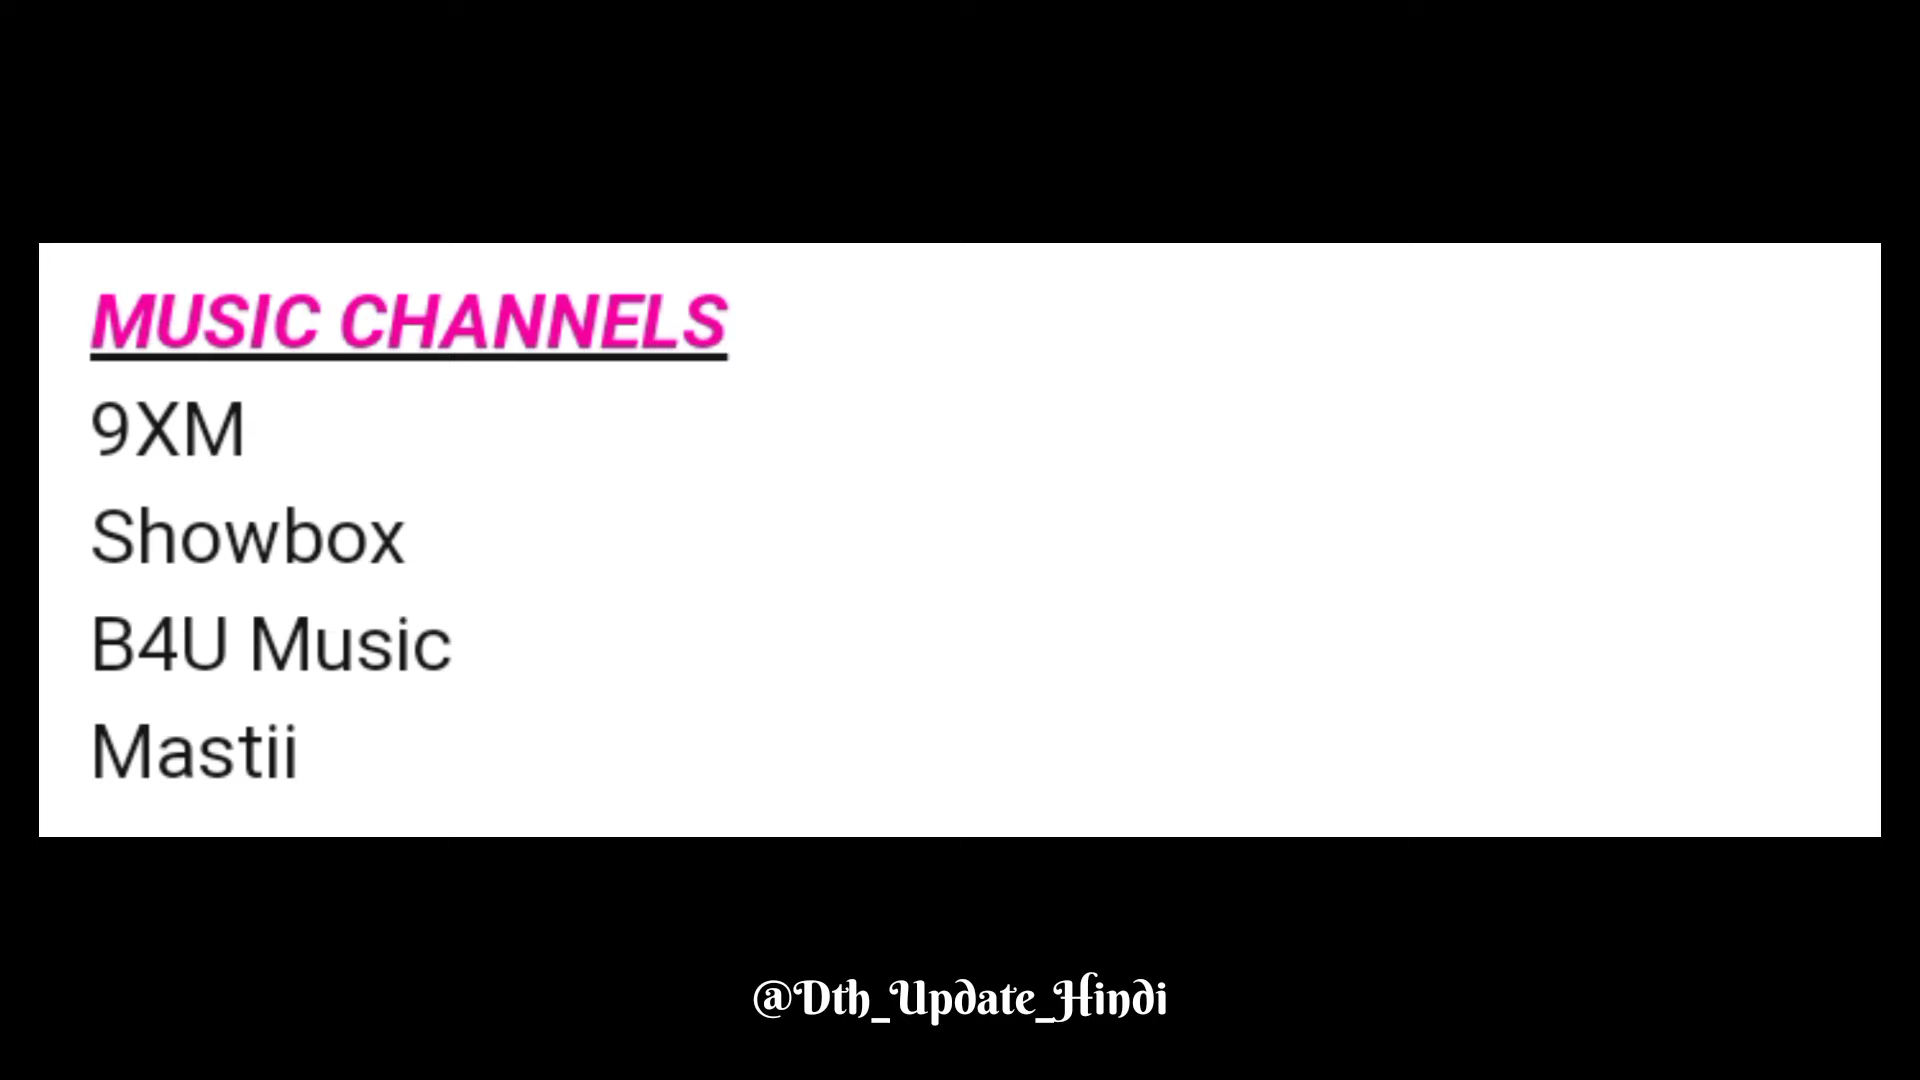 MUSIC CHANNELS
9XM
Showbox
B4U Music
Mastii
@Dth_Update_Hindi